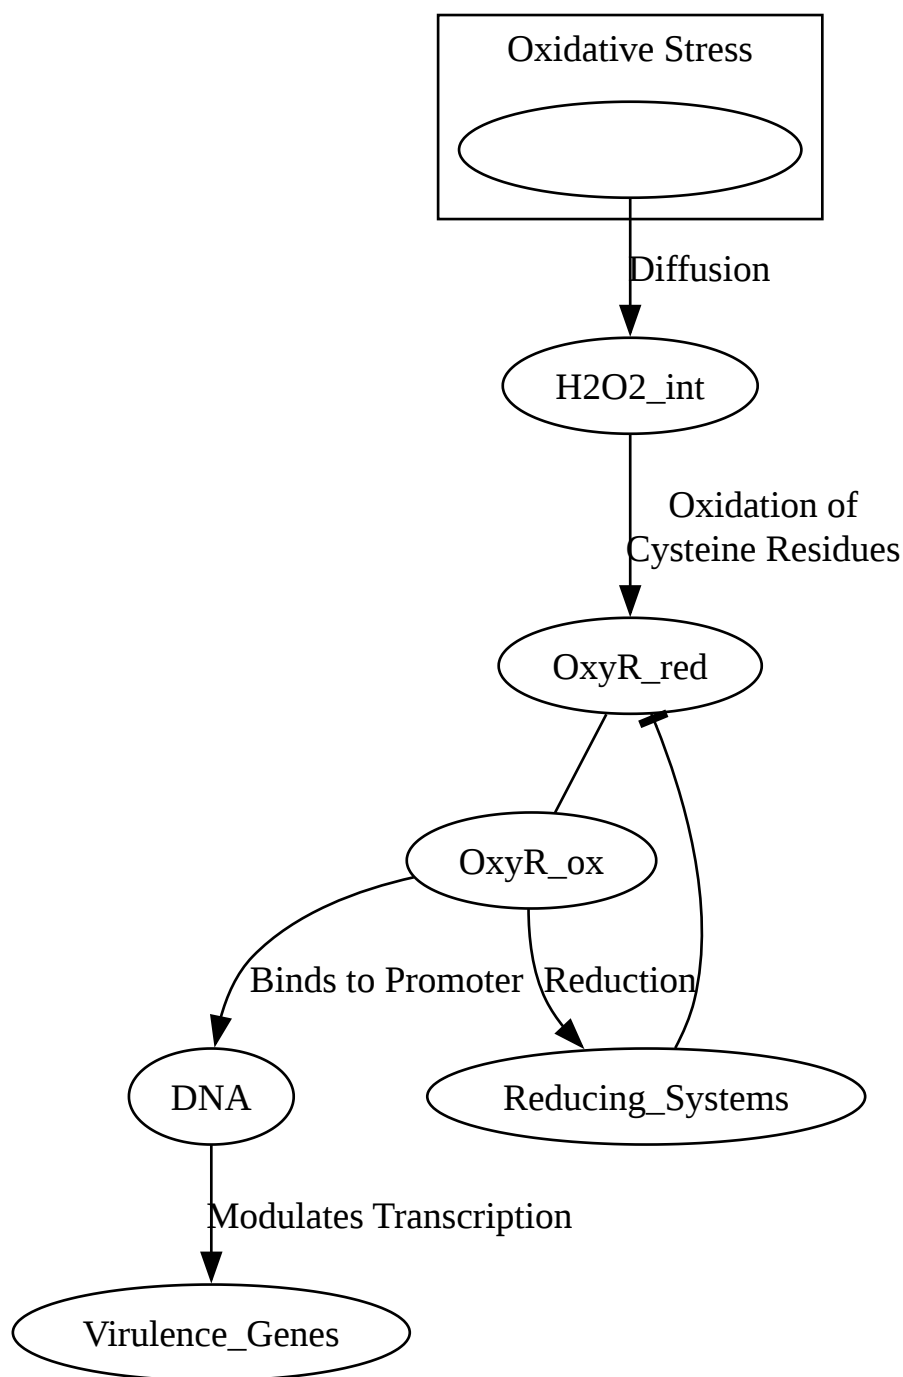 Oxidative Stress
Diffusion
H2O2_int
Oxidation of
Cysteine Residues
OxyR_red
OxyR_ox
Binds to Promoter
Reduction
DNA
Reducing_Systems
Modulates Transcription
Virulence_Genes